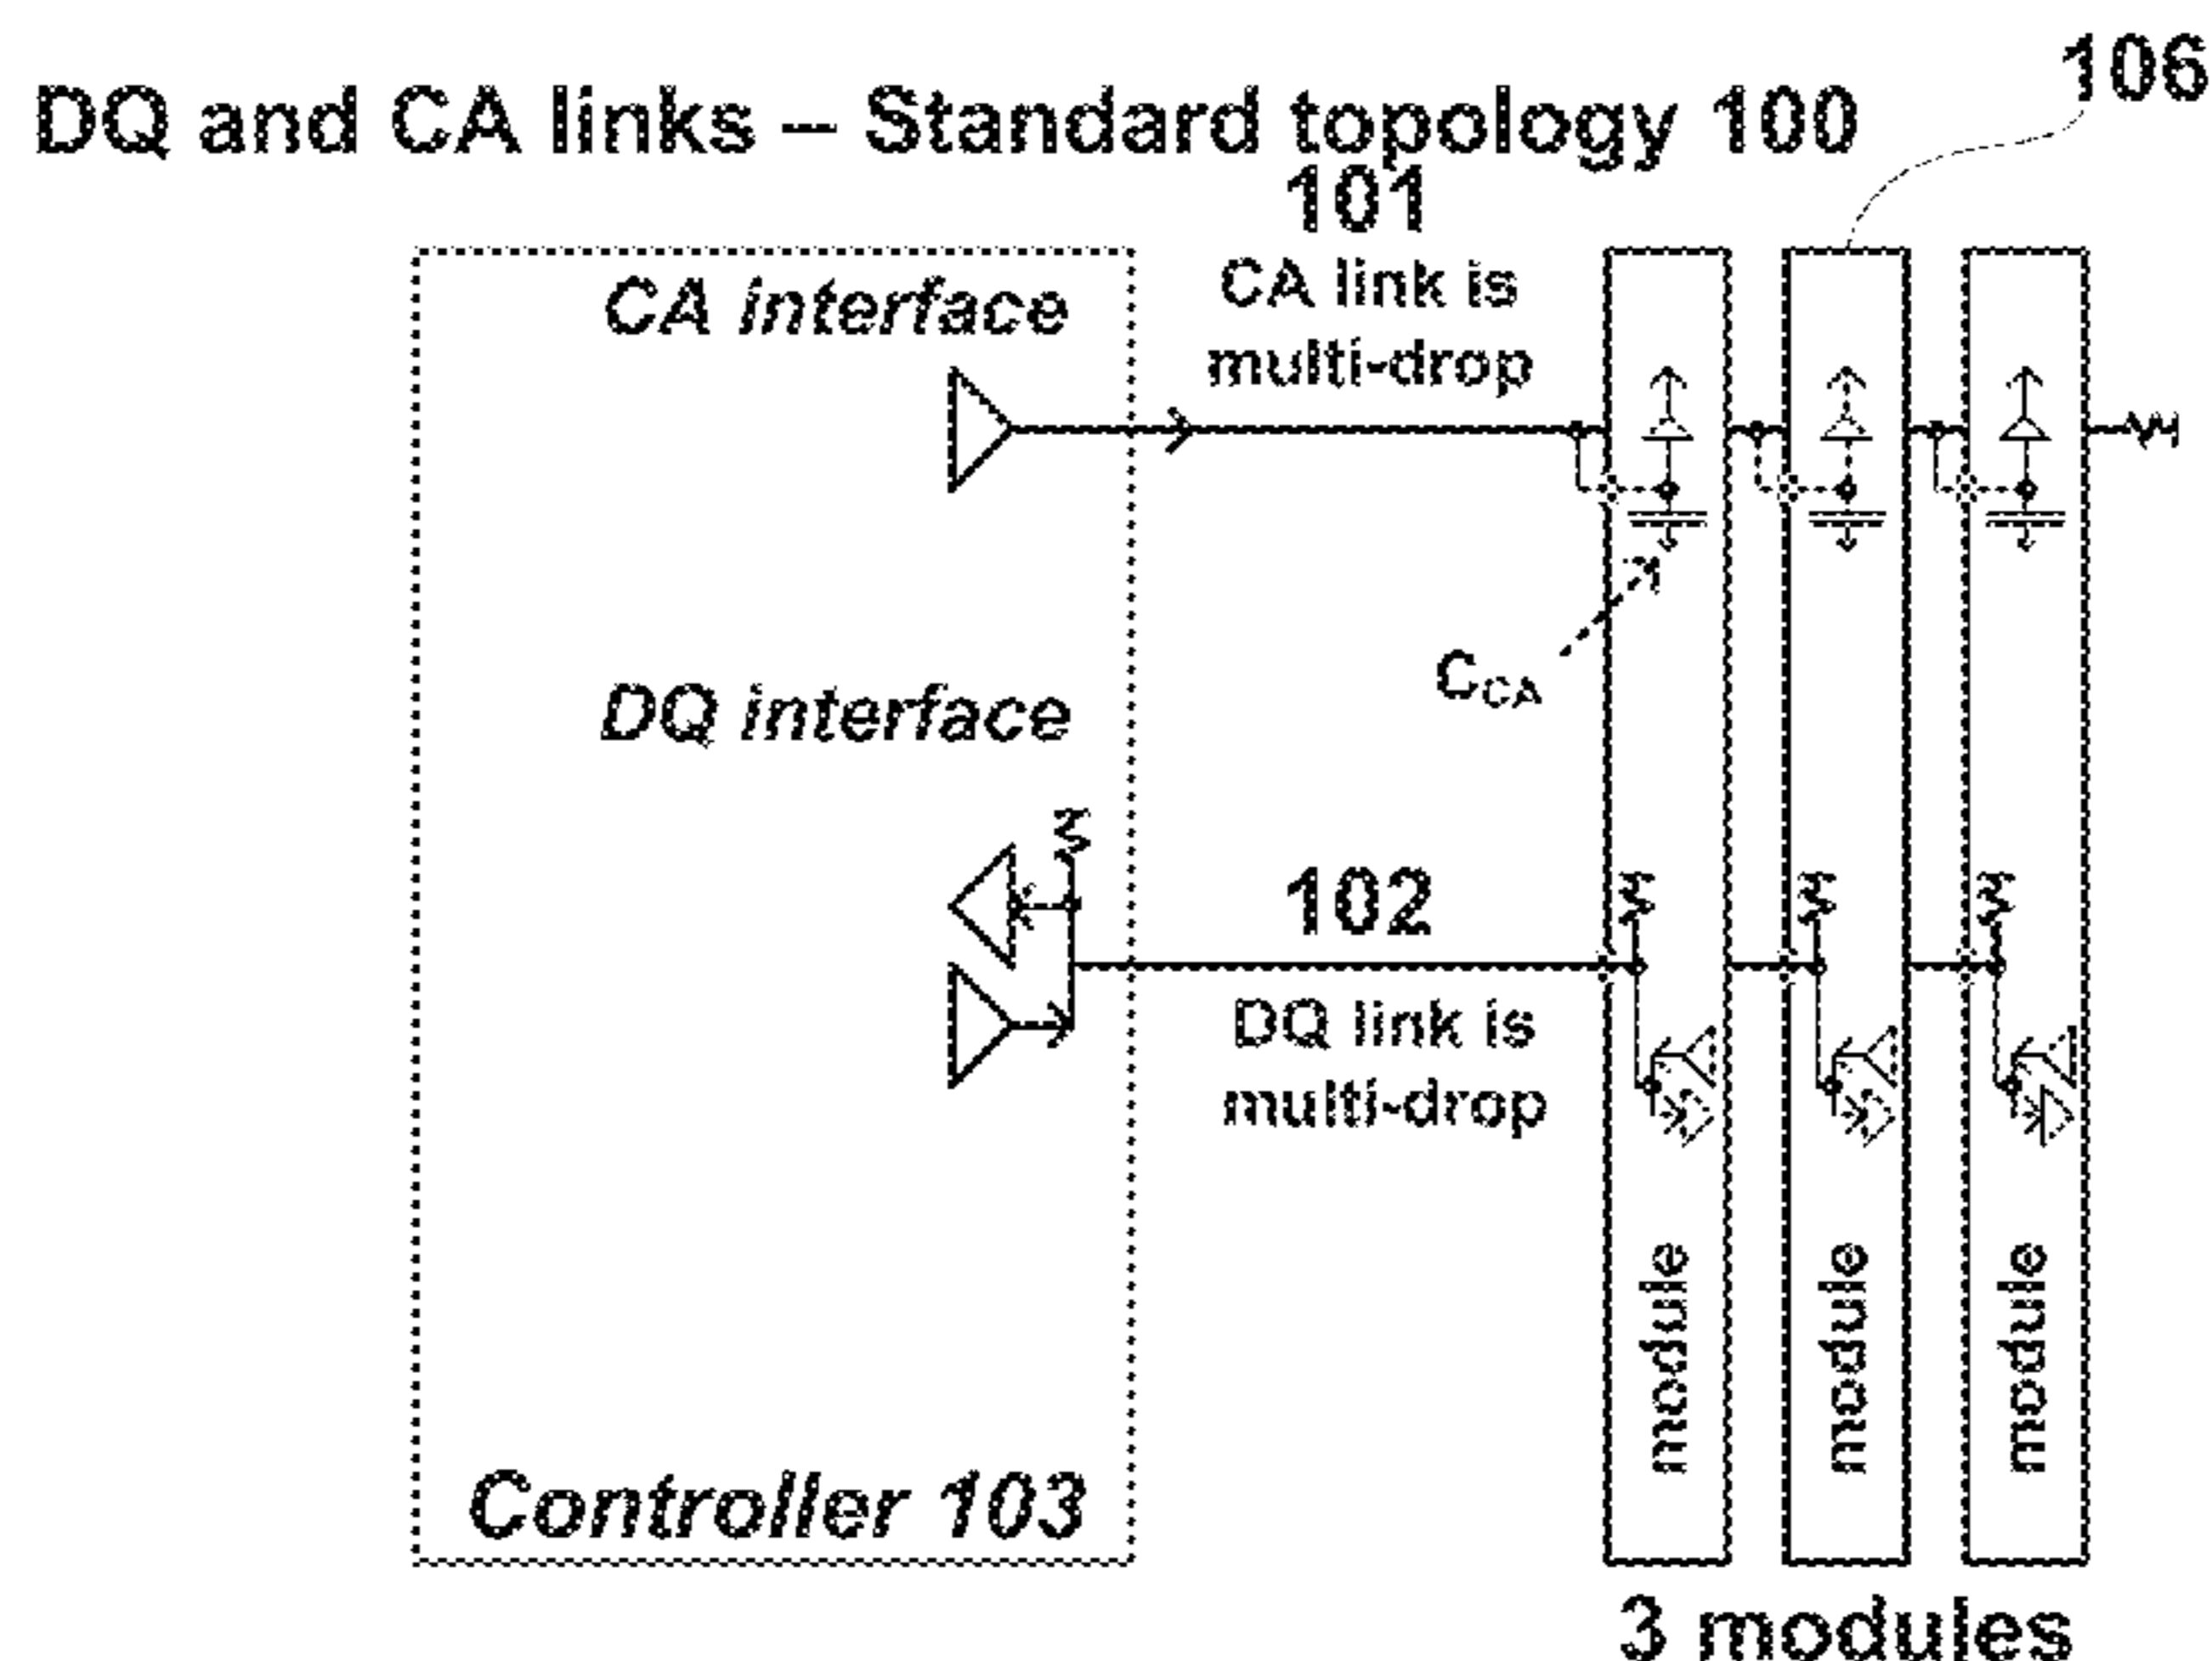 106
DQ and CA links – Standard topology 100
101
CA interface
CA link is
multi-drop
CCA
DQ interface
102
DQ link is
multi-drop
module
module
module
Controller 103
3 modules